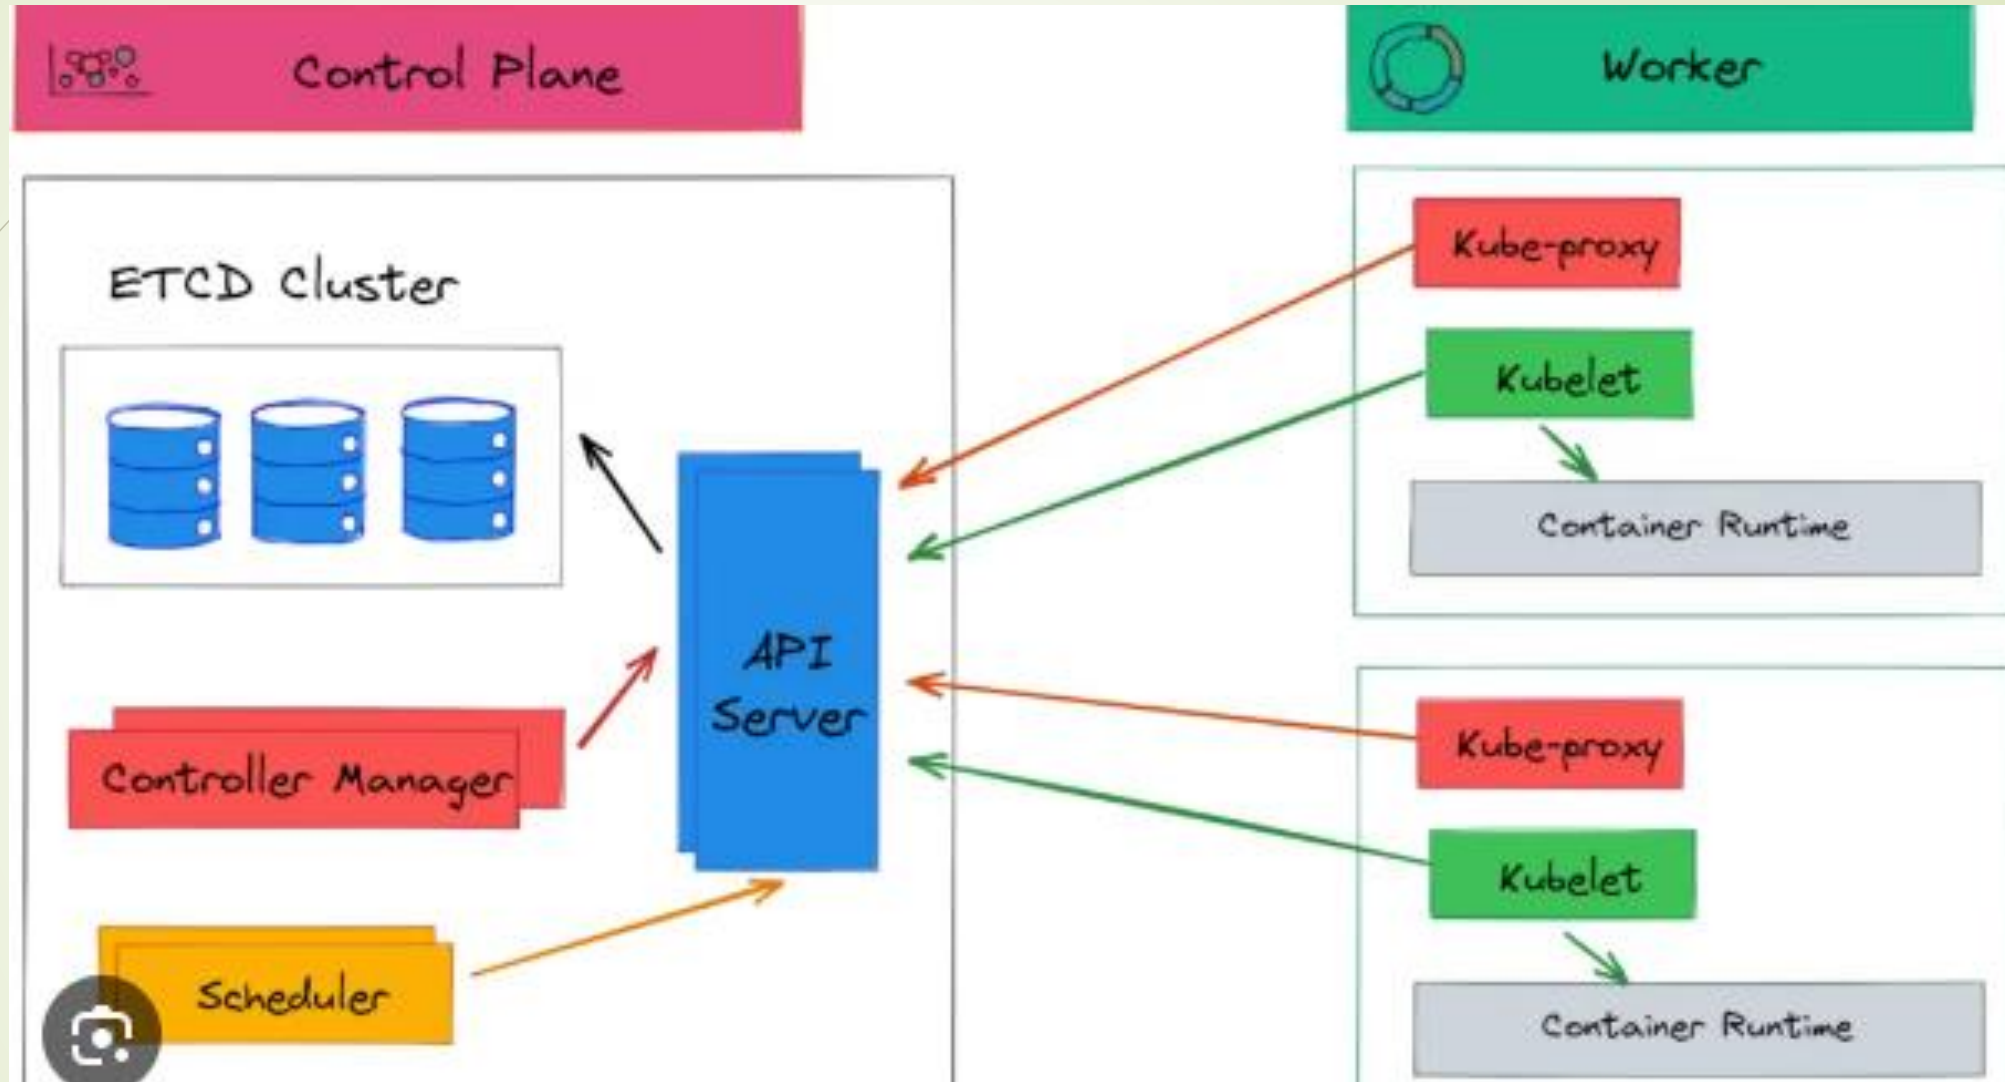 Control Plane
Worker
ETCD Cluster
API
Server
Controller Manager
Scheduler
Kube-proxy
Kubelet
Container Runtime
Kube-proxy
Kubelet
Container Runtime